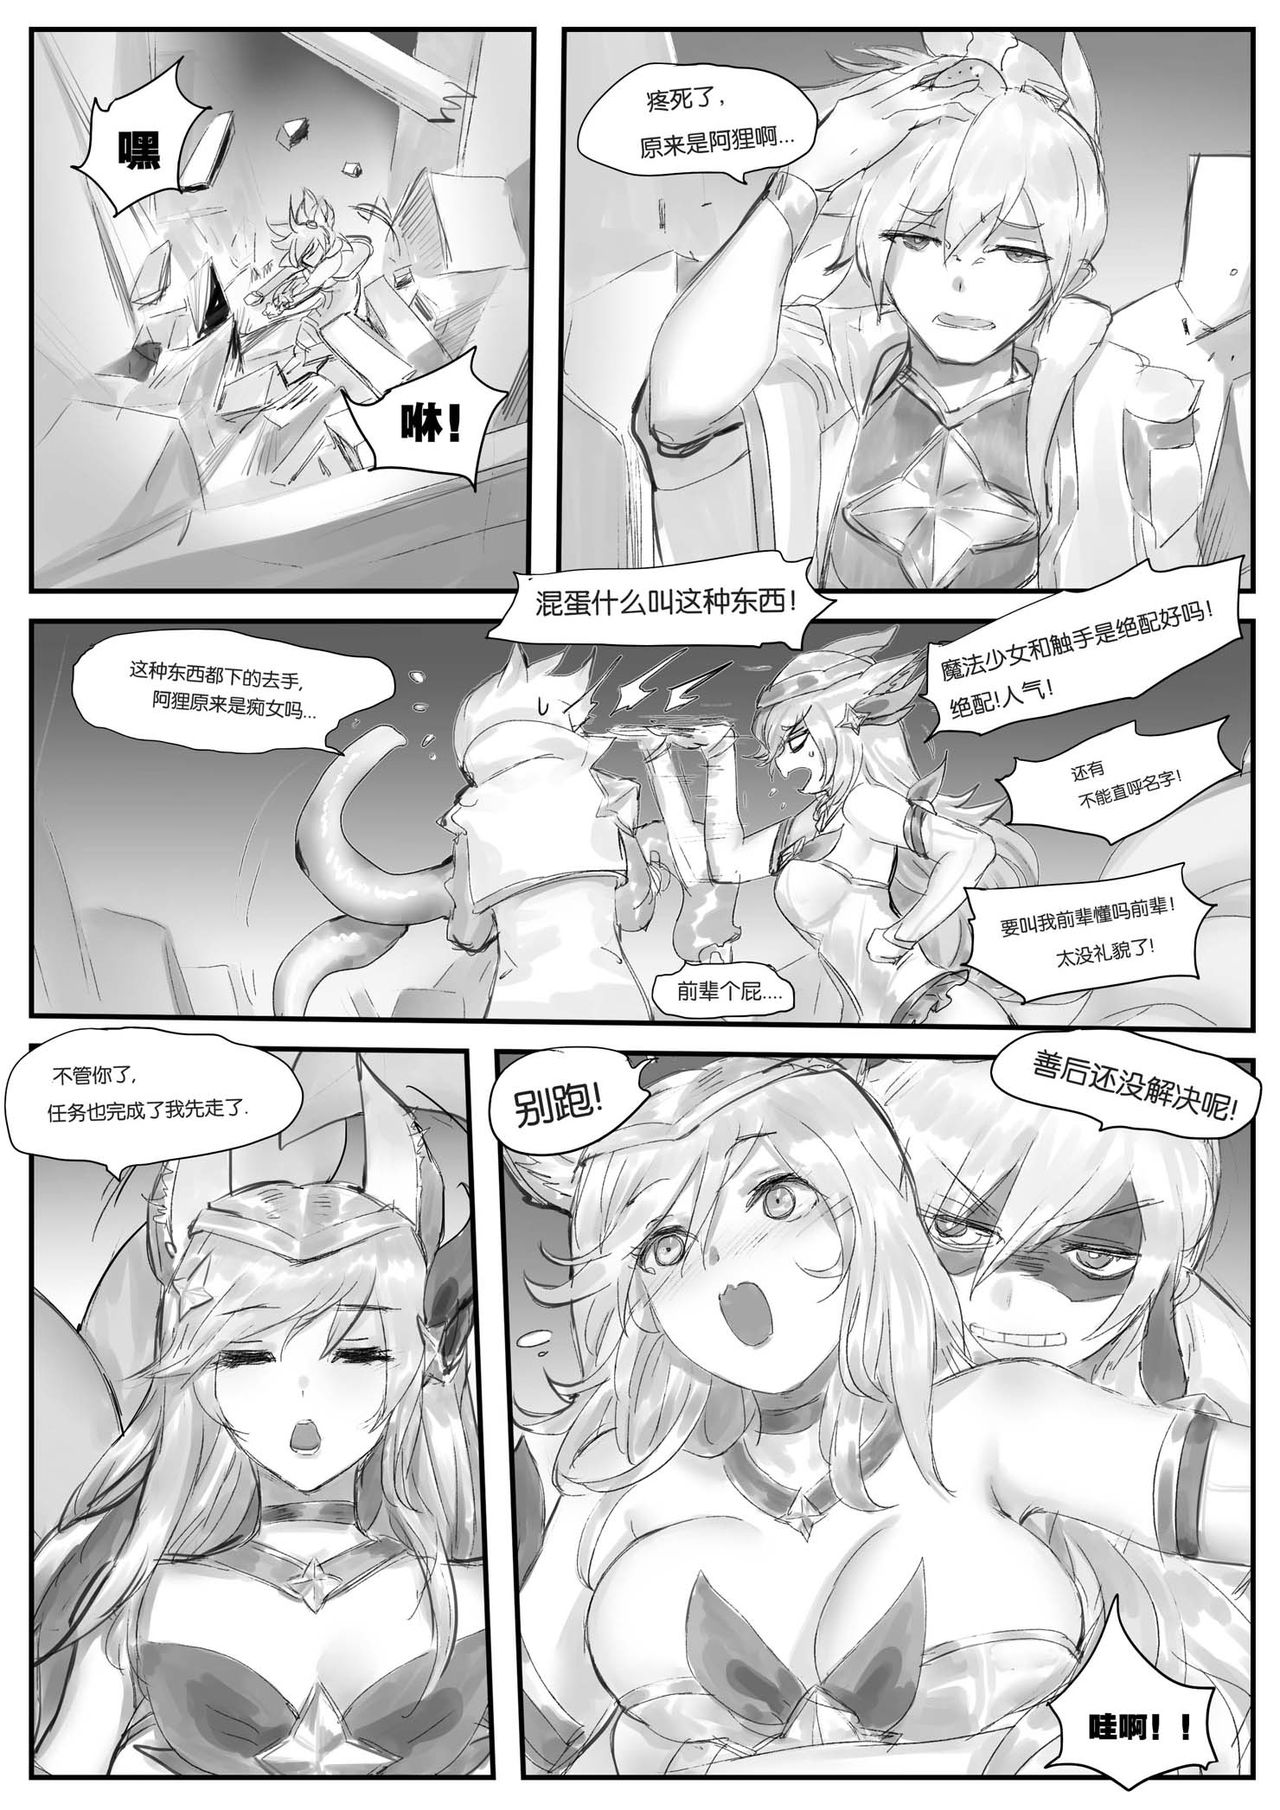 嘿
咻！
疼死了，
原来是阿狸啊...
混蛋什么叫这种东西！
这种东西都下的去手,
阿狸原来是痴女吗...
魔法少女和触手是绝配好吗！
绝配！人气！
还有
不能直呼名字！
要叫我前辈懂吗前辈！
太没礼貌了！
前辈个屁....
不管你了,
任务也完成了我先走了.
别跑！
善后还没解决呢！
哇啊！！